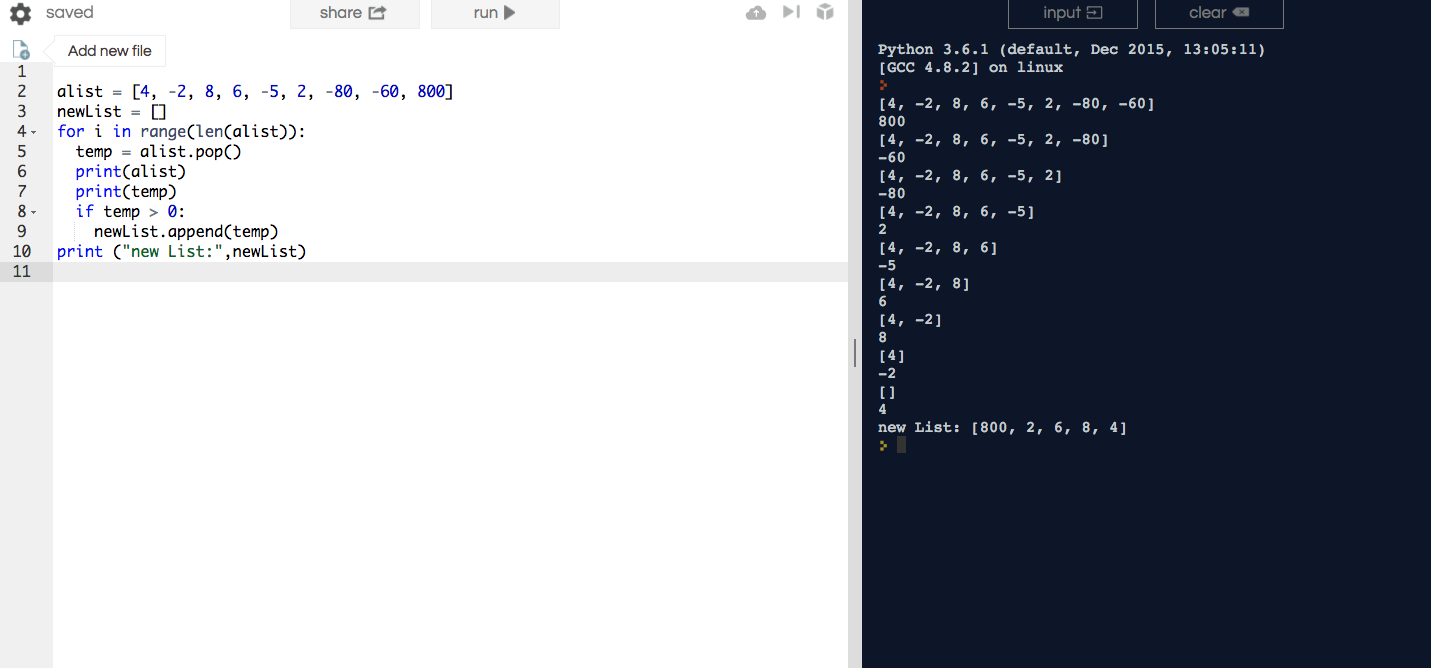 saved share run
Add new file
1
2 alist = [4, -2, 8, 6, -5, 2, -80, -60, 800]
3 newList = []
4 for i in range(len(alist)):
5   temp = alist.pop()
6   print(alist)
7   print(temp)
8   if temp > 0:
9     newList.append(temp)
10 print ("new List:",newList)
11
input clear
Python 3.6.1 (default, Dec 2015, 13:05:11)
[GCC 4.8.2] on linux
[4, -2, 8, 6, -5, 2, -80, -60]
800
[4, -2, 8, 6, -5, 2, -80]
-60
[4, -2, 8, 6, -5, 2]
-80
[4, -2, 8, 6, -5]
2
[4, -2, 8, 6]
-5
[4, -2, 8]
6
[4, -2]
8
[4]
-2
[]
4
new List: [800, 2, 6, 8, 4]